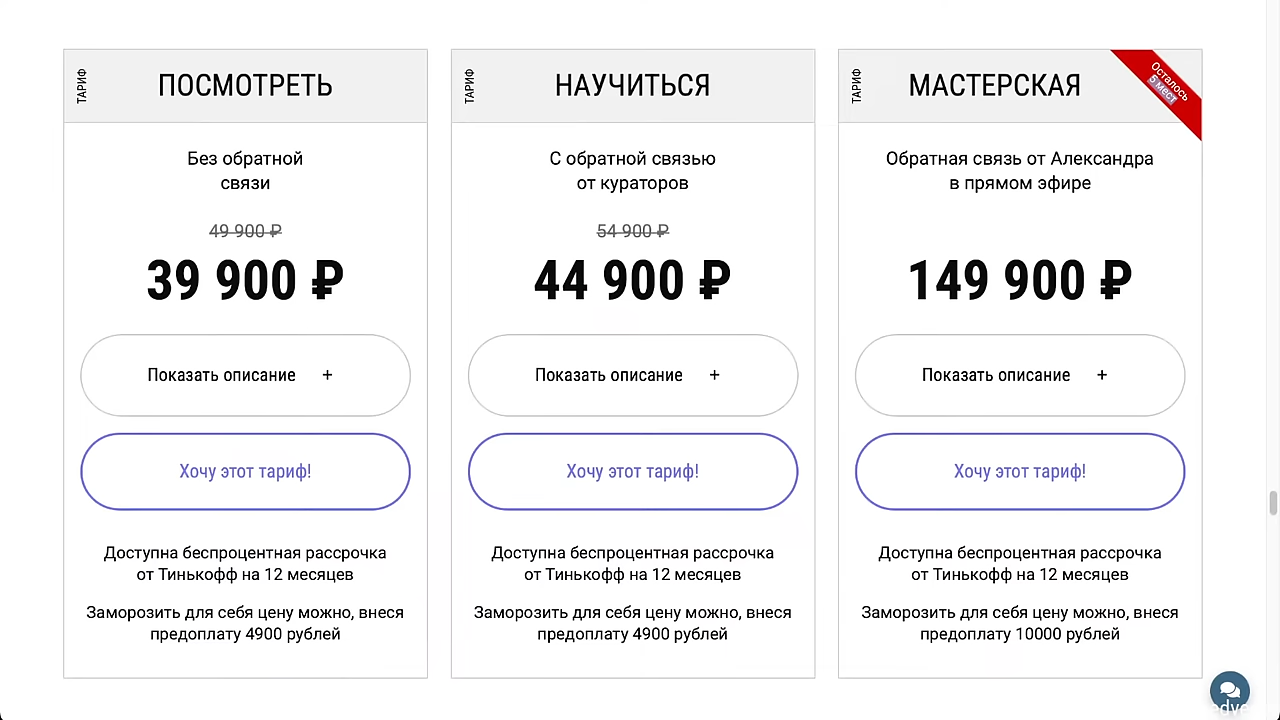 ТАРИФ
ПОСМОТРЕТЬ
Без обратной
связи
49 900 ₽
39 900 ₽
Показать описание +
Хочу этот тариф!
Доступна беспроцентная рассрочка
от Тинькофф на 12 месяцев
Заморозить для себя цену можно, внеся
предоплату 4900 рублей
ТАРИФ
НАУЧИТЬСЯ
С обратной связью
от кураторов
54 900 ₽
44 900 ₽
Показать описание +
Хочу этот тариф!
Доступна беспроцентная рассрочка
от Тинькофф на 12 месяцев
Заморозить для себя цену можно, внеся
предоплату 4900 рублей
ТАРИФ
МАСТЕРСКАЯ
Осталось
5 мест
Обратная связь от Александра
в прямом эфире
149 900 ₽
Показать описание +
Хочу этот тариф!
Доступна беспроцентная рассрочка
от Тинькофф на 12 месяцев
Заморозить для себя цену можно, внеся
предоплату 10000 рублей